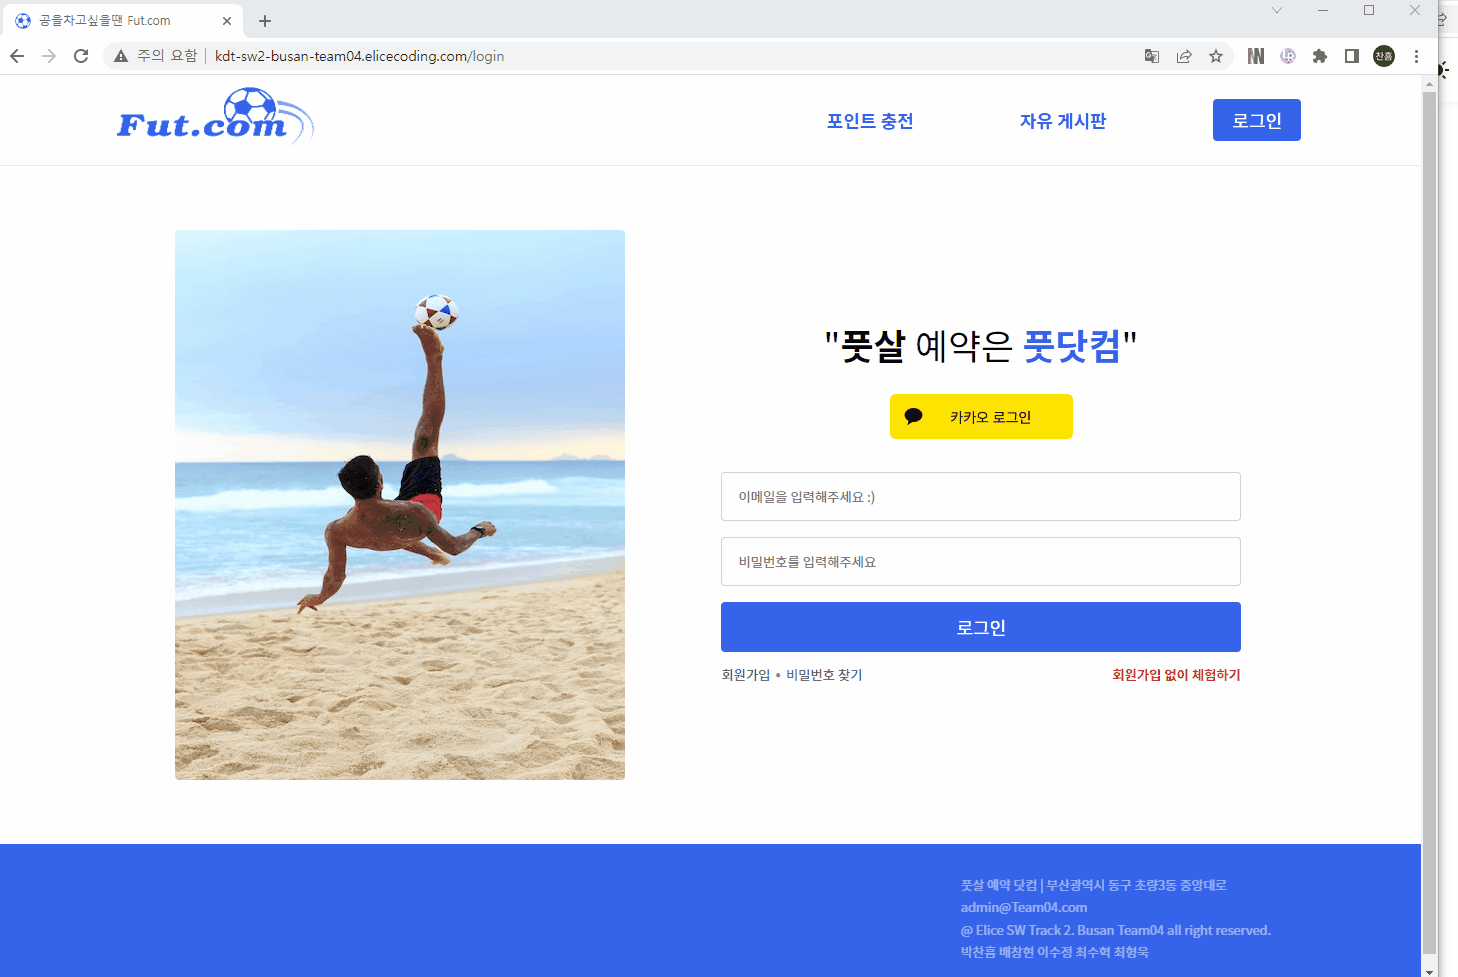 공을차고싶을땐 Fut.com
주의 요함 kdt-sw2-busan-team04.elicecoding.com/login
찬흠
Fut.com
포인트 충전
자유 게시판
로그인
"풋살 예약은 풋닷컴"
카카오 로그인
이메일을 입력해주세요 :)
비밀번호를 입력해주세요
로그인
회원가입 • 비밀번호 찾기
회원가입 없이 체험하기
풋살 예약 닷컴 | 부산광역시 동구 초량3동 중앙대로
admin@Team04.com
@ Elice SW Track 2. Busan Team04 all right reserved.
박찬흠 배창현 이수정 최수혁 최형욱